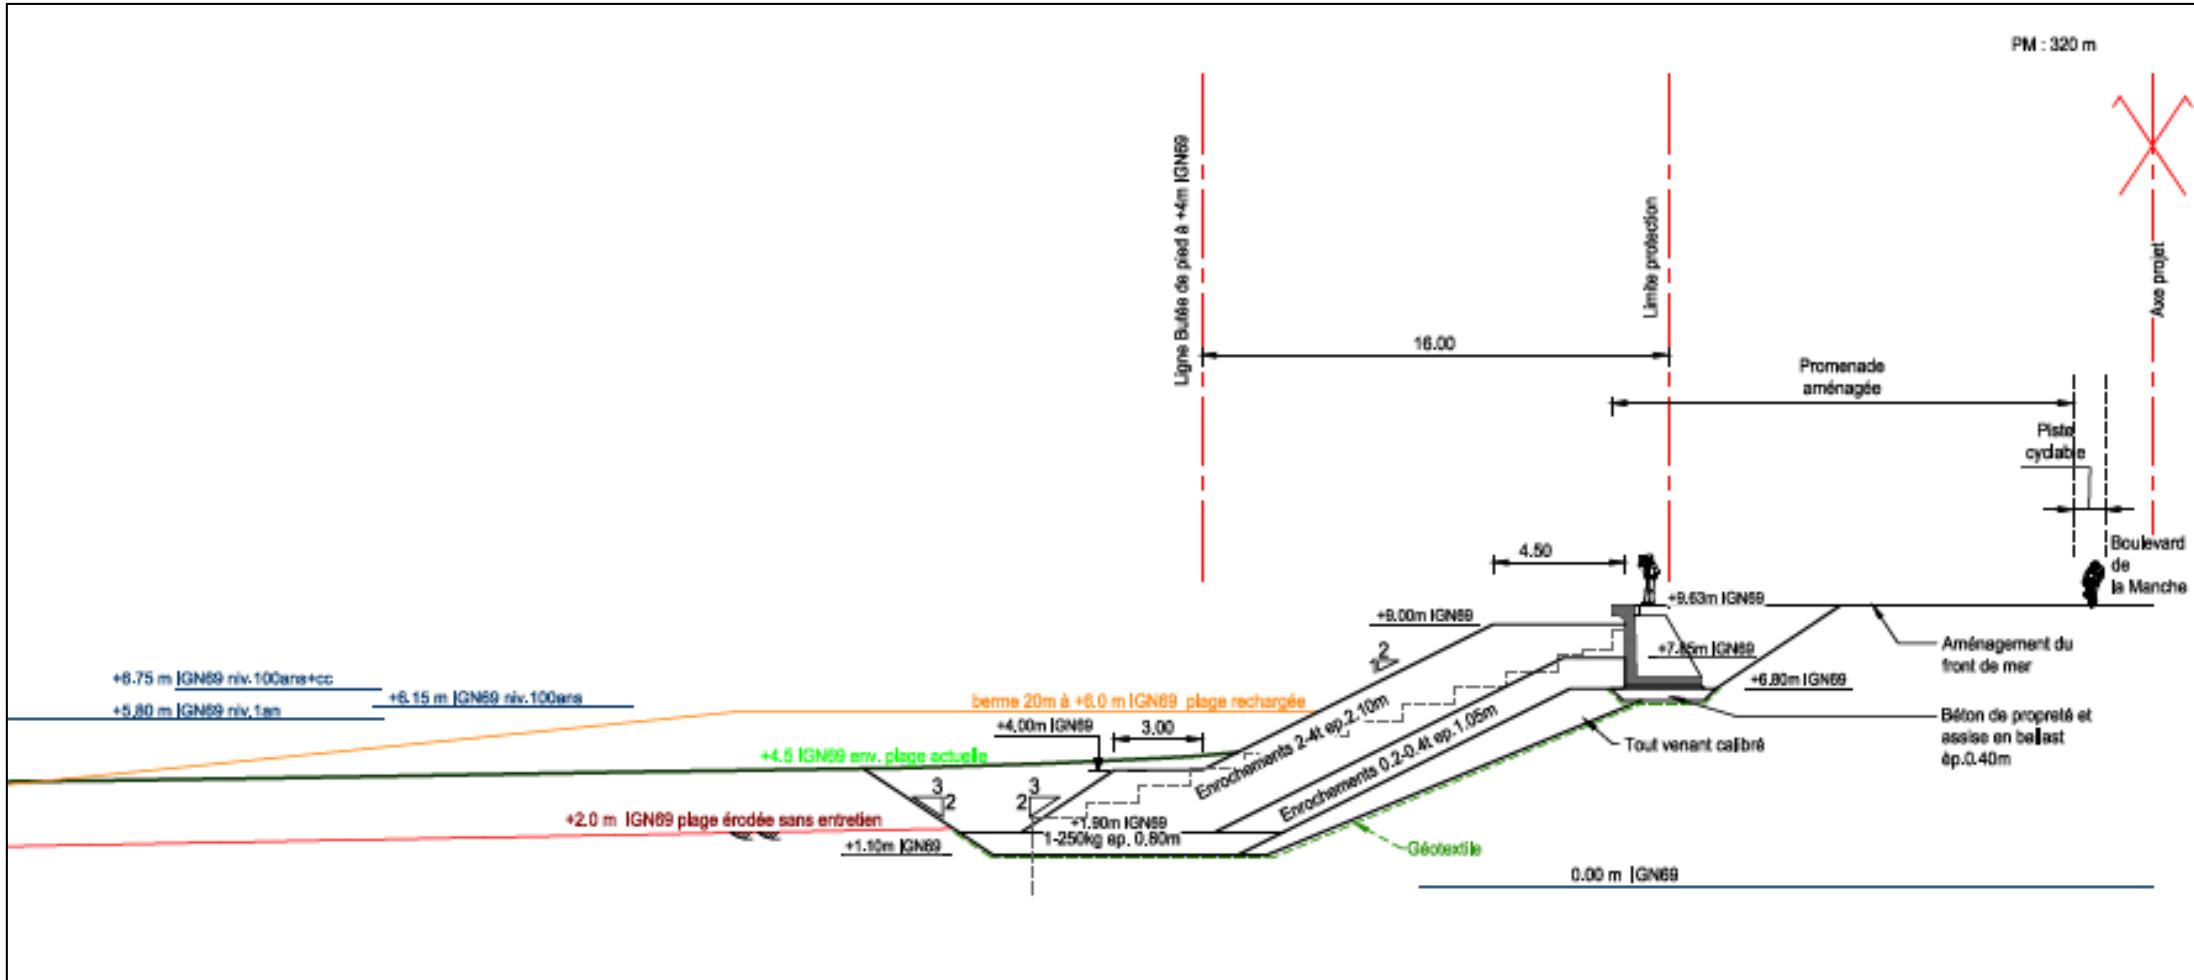 PM : 320 m
Ligne Butée de pied à +4m IGN69
Limite protection
Axe projet
16.00
Promenade
aménagée
Piste
cyclable
4.50
Boulevard
de
la Manche
+9.63m IGN69
+9.00m IGN69
2
+7.85m IGN69
Aménagement du
front de mer
+6.75 m IGN69 niv.100ans+cc
+6.15 m IGN69 niv.100ans
+5.80 m IGN69 niv.1an
berme 20m à +6.0 m IGN69 plage rechargée
+6.80m IGN69
+4.00m IGN69
3.00
Enrochements 2-4t ep.2.10m
Béton de propreté et
assise en ballast
ép.0.40m
+4.5 IGN69 env. plage actuelle
Tout venant calibré
Enrochements 0.2-0.4t ep.1.05m
3
2
3
2
+2.0 m IGN69 plage érodée sans entretien
+1.90m IGN69
1-250kg ep. 0.80m
+1.10m IGN69
Géotextile
0.00 m IGN69